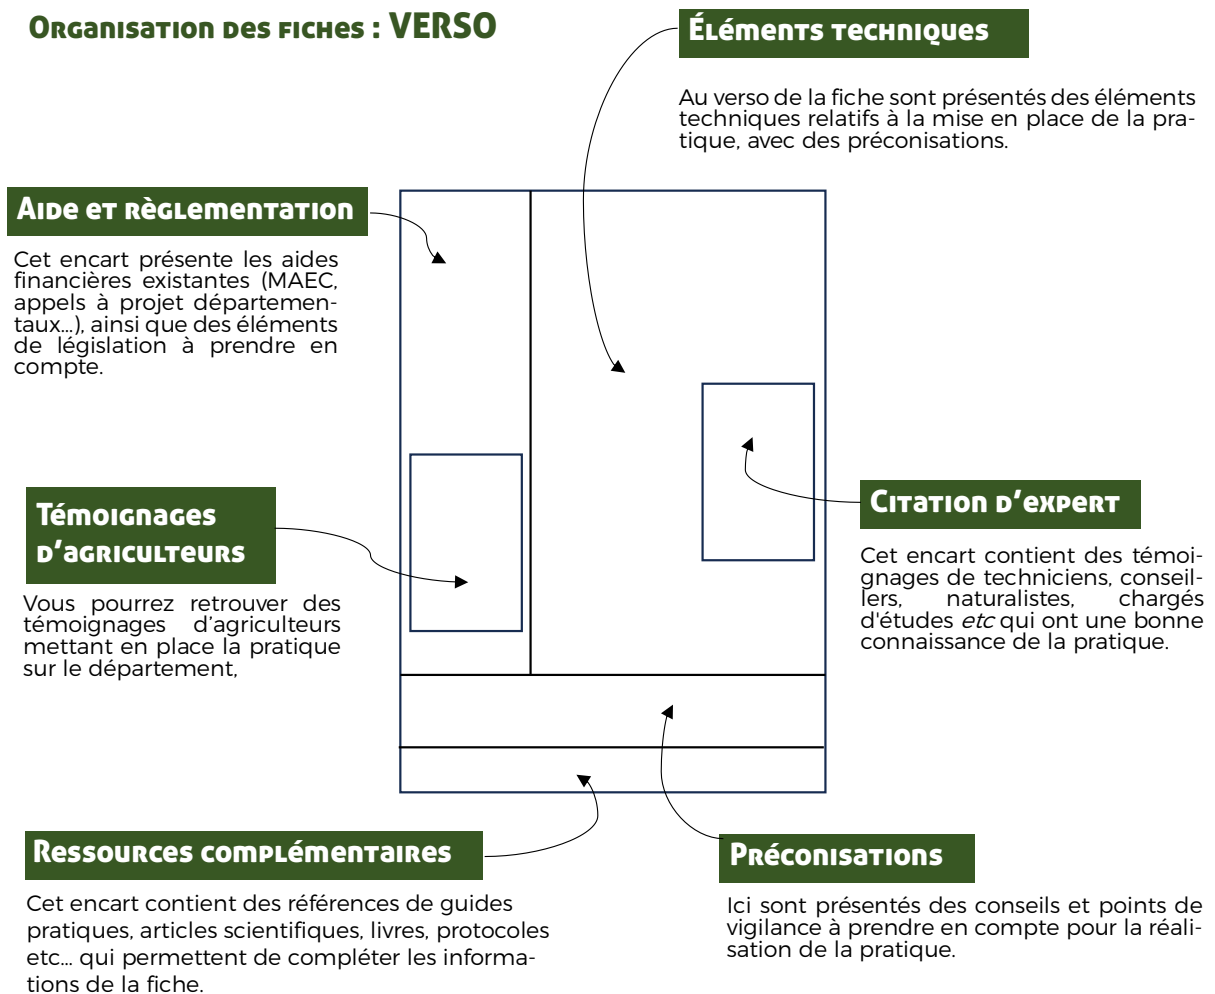 Organisation des fiches : VERSO
Éléments techniques
Au verso de la fiche sont présentés des éléments
techniques relatifs à la mise en place de la pra-
tique, avec des préconisations.
Aide et règlementation
Cet encart présente les aides
financières existantes (MAEC,
appels à projet départemen-
taux...), ainsi que des éléments
de législation à prendre en
compte.
Témoignages
d'agriculteurs
Vous pourrez retrouver des
témoignages d'agriculteurs
mettant en place la pratique
sur le département,
Citation d'expert
Cet encart contient des témoi-
gnages de techniciens, conseil-
lers, naturalistes, chargés
d'études etc qui ont une bonne
connaissance de la pratique.
Ressources complémentaires
Cet encart contient des références de guides
pratiques, articles scientifiques, livres, protocoles
etc... qui permettent de compléter les informa-
tions de la fiche.
Préconisations
Ici sont présentés des conseils et points de
vigilance à prendre en compte pour la réali-
sation de la pratique.